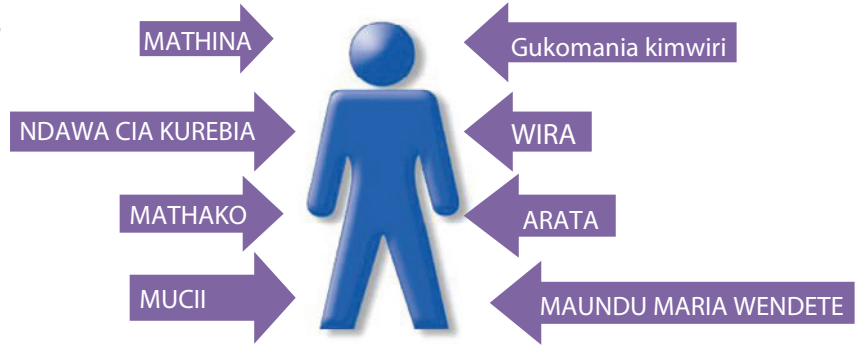 MATHINA
Gukomania kimwiri
NDAWA CIA KUREBIA
WIRA
MATHAKO
ARATA
MUCII
MAUNDU MARIA WENDETE